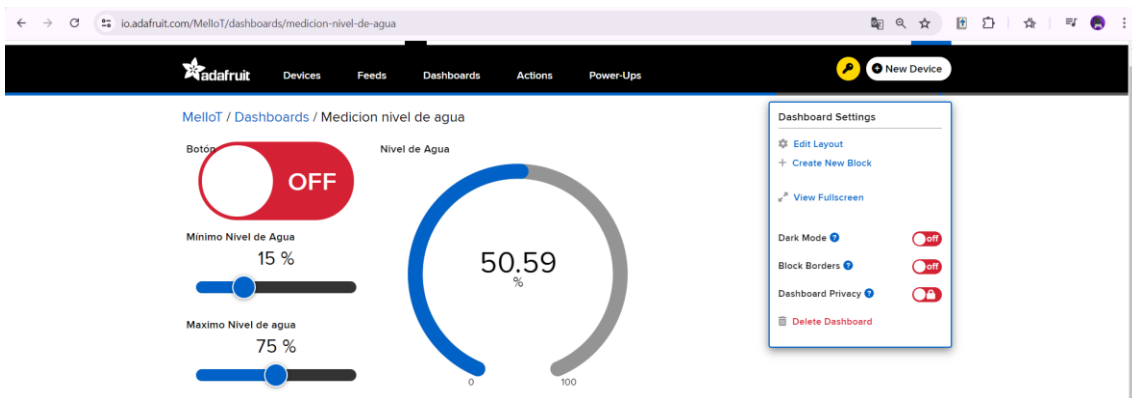 io.adafruit.com/MelloT/dashboards/medicion-nivel-de-agua
adafruit Devices Feeds Dashboards Actions Power-Ups New Device
MelloT / Dashboards / Medicion nivel de agua
Botón
OFF
Mínimo Nivel de Agua
15 %
Maximo Nivel de agua
75 %
Nivel de Agua
50.59
%
0 100
Dashboard Settings
Edit Layout
Create New Block
View Fullscreen
Dark Mode ? off
Block Borders ? off
Dashboard Privacy ?
Delete Dashboard